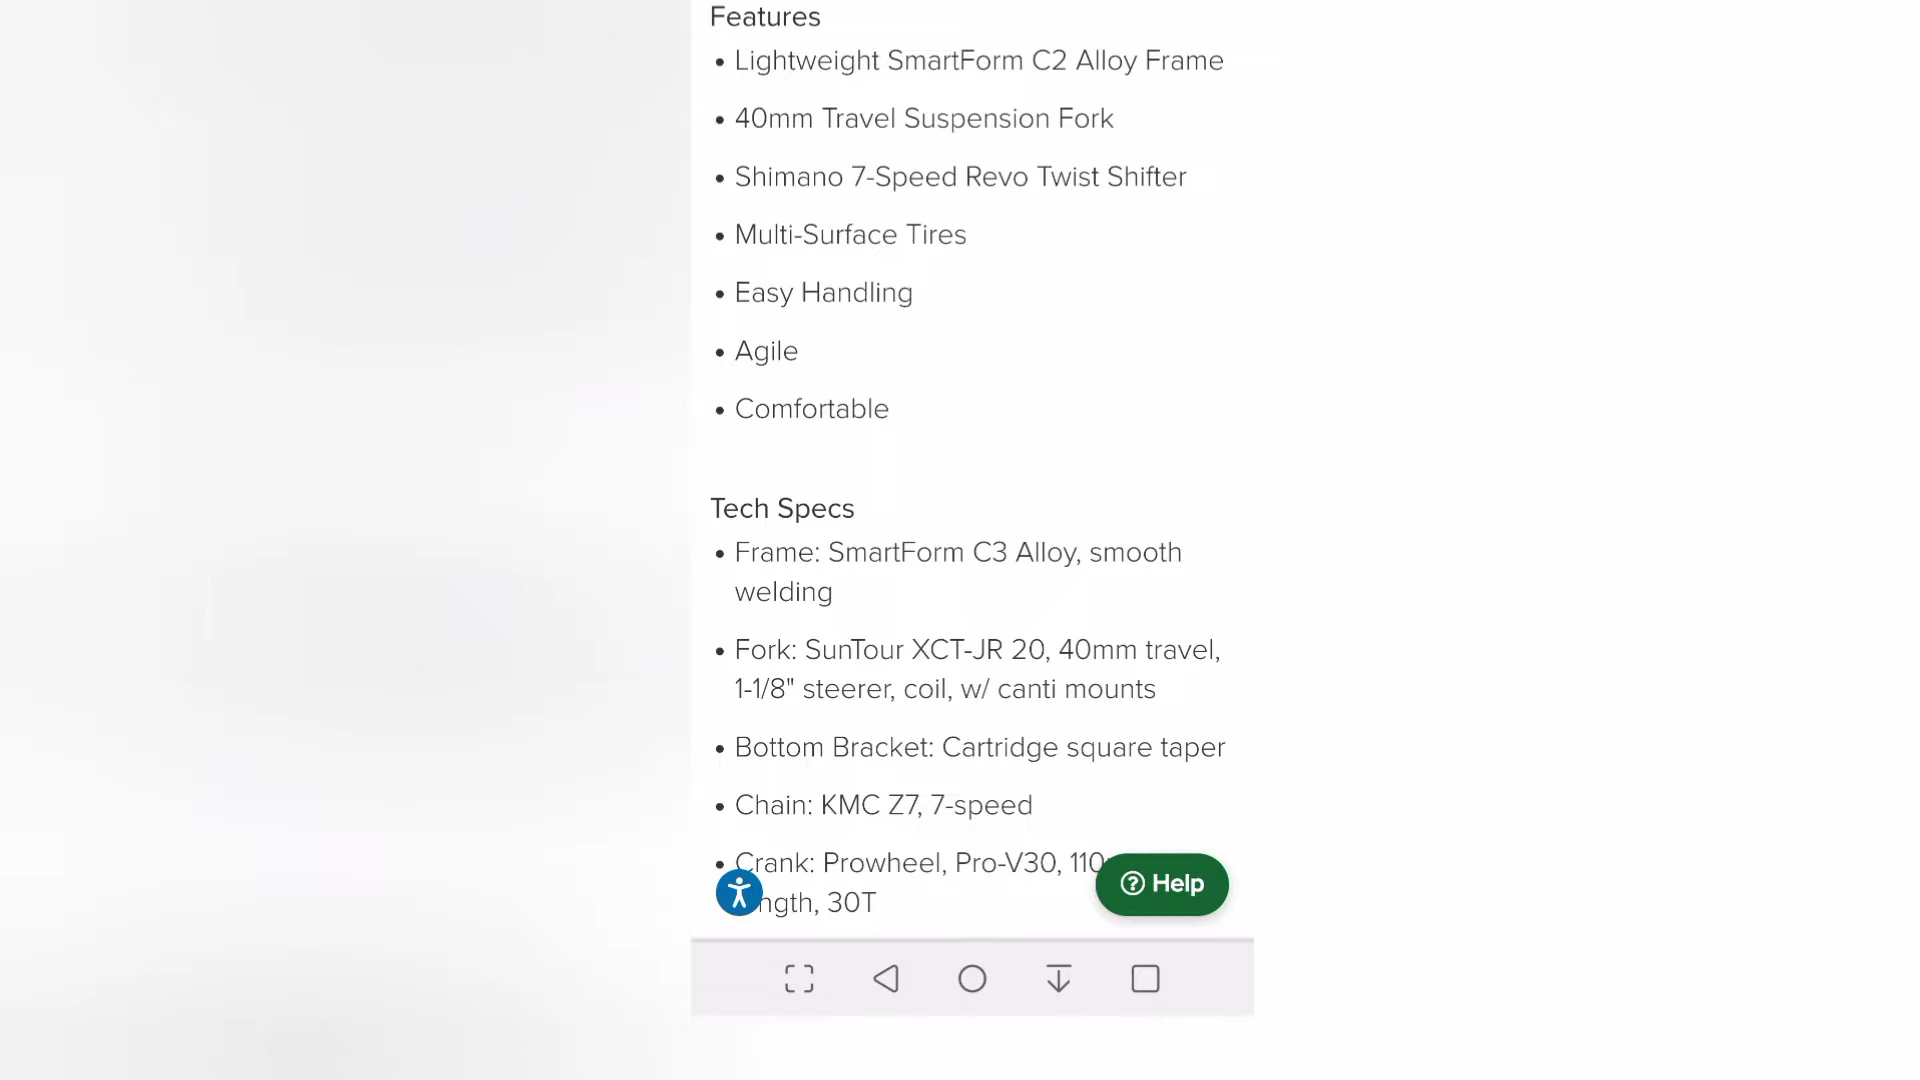 Features
• Lightweight SmartForm C2 Alloy Frame
• 40mm Travel Suspension Fork
• Shimano 7-Speed Revo Twist Shifter
• Multi-Surface Tires
• Easy Handling
• Agile
• Comfortable
Tech Specs
• Frame: SmartForm C3 Alloy, smooth
welding
• Fork: SunTour XCT-JR 20, 40mm travel,
1-1/8" steerer, coil, w/ canti mounts
• Bottom Bracket: Cartridge square taper
• Chain: KMC Z7, 7-speed
• Crank: Prowheel, Pro-V30, 110
ngth, 30T
Help